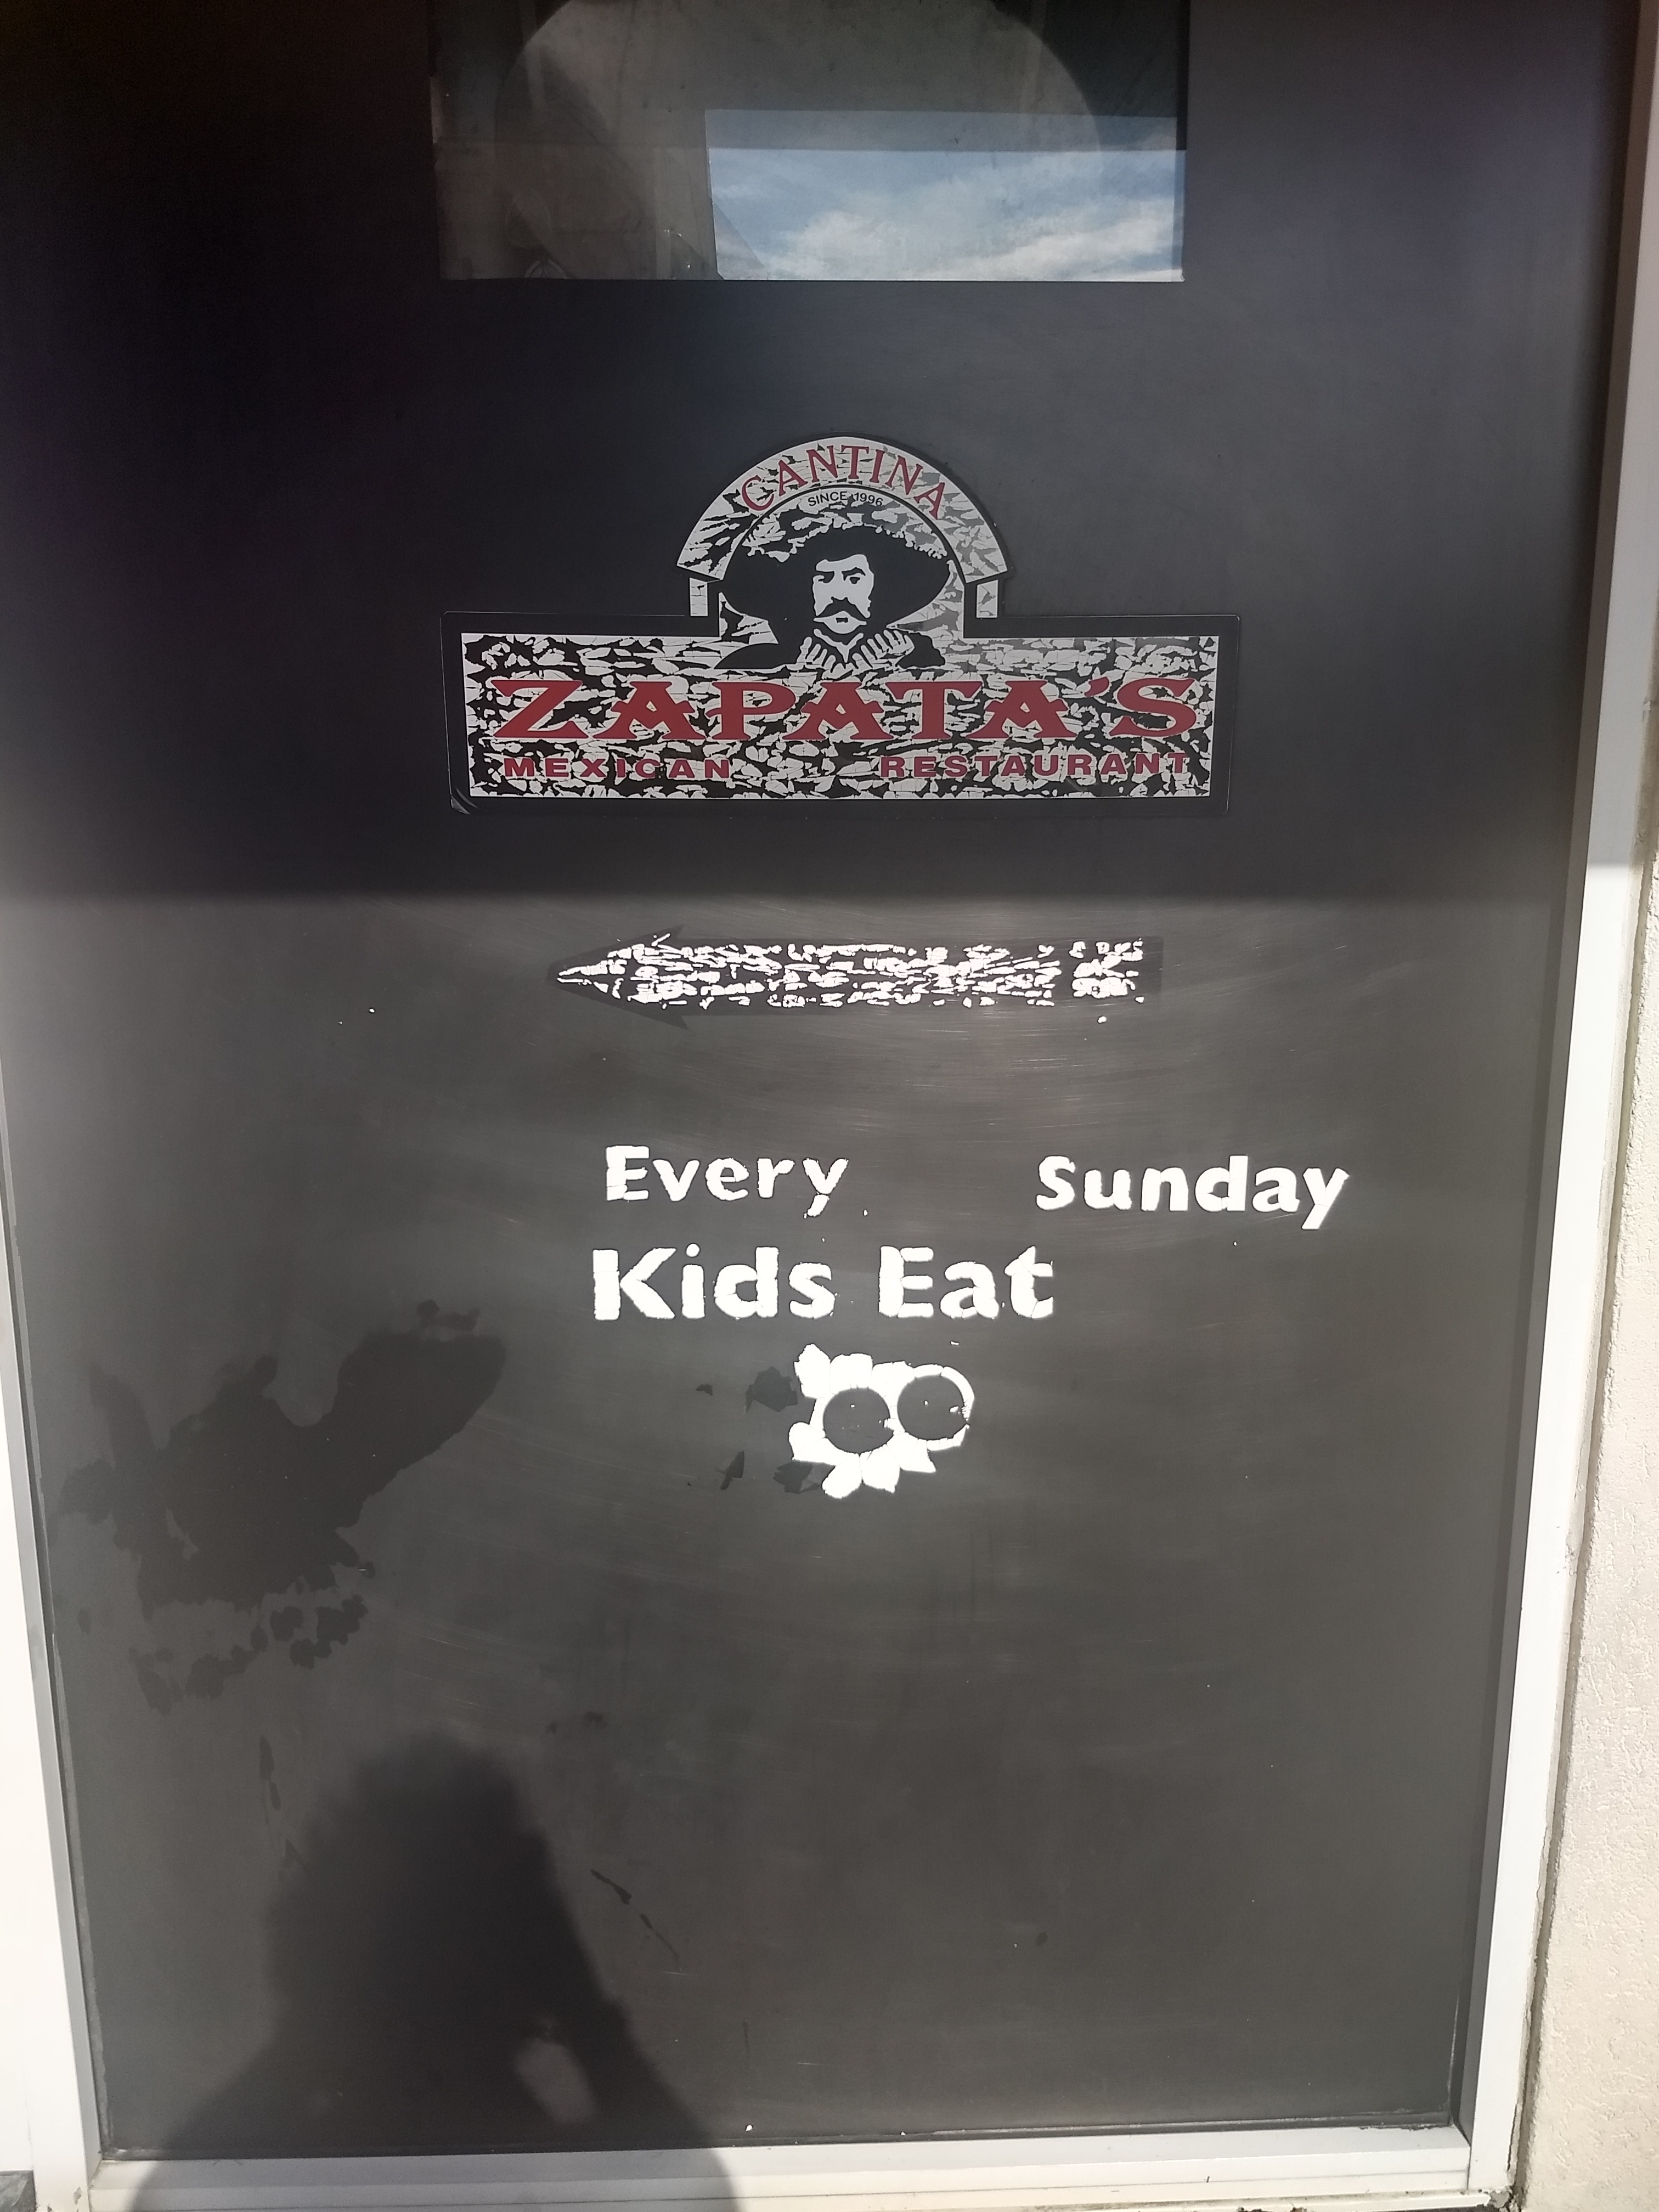 CANTINA
SINCE 1996
ZAPATA'S
MEXICAN RESTAURANT
Every Sunday
Kids Eat